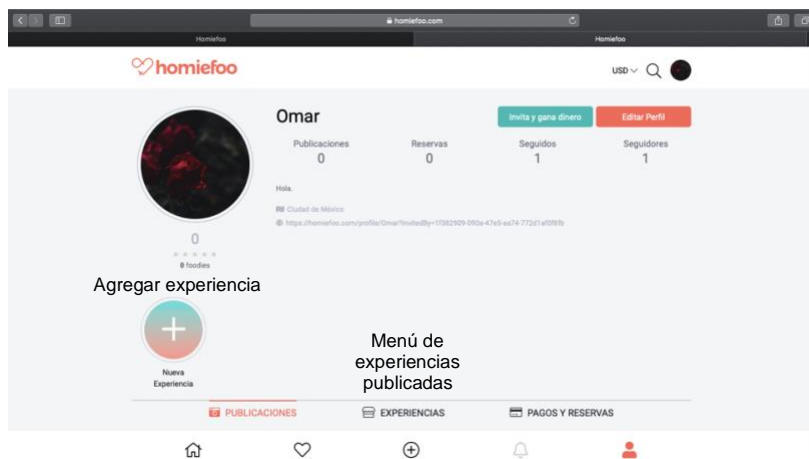 homiefoo.com
Homiefoo
Homiefoo
homiefoo
USD
Omar
Invita y gana dinero
Editar Perfil
Publicaciones
Reservas
Seguidos
Seguidores
0
0
1
1
Hola.
Ciudad de México
0
0 foodies
Agregar experiencia
Nueva
Experiencia
Menú de
experiencias
publicadas
PUBLICACIONES
EXPERIENCIAS
PAGOS Y RESERVAS